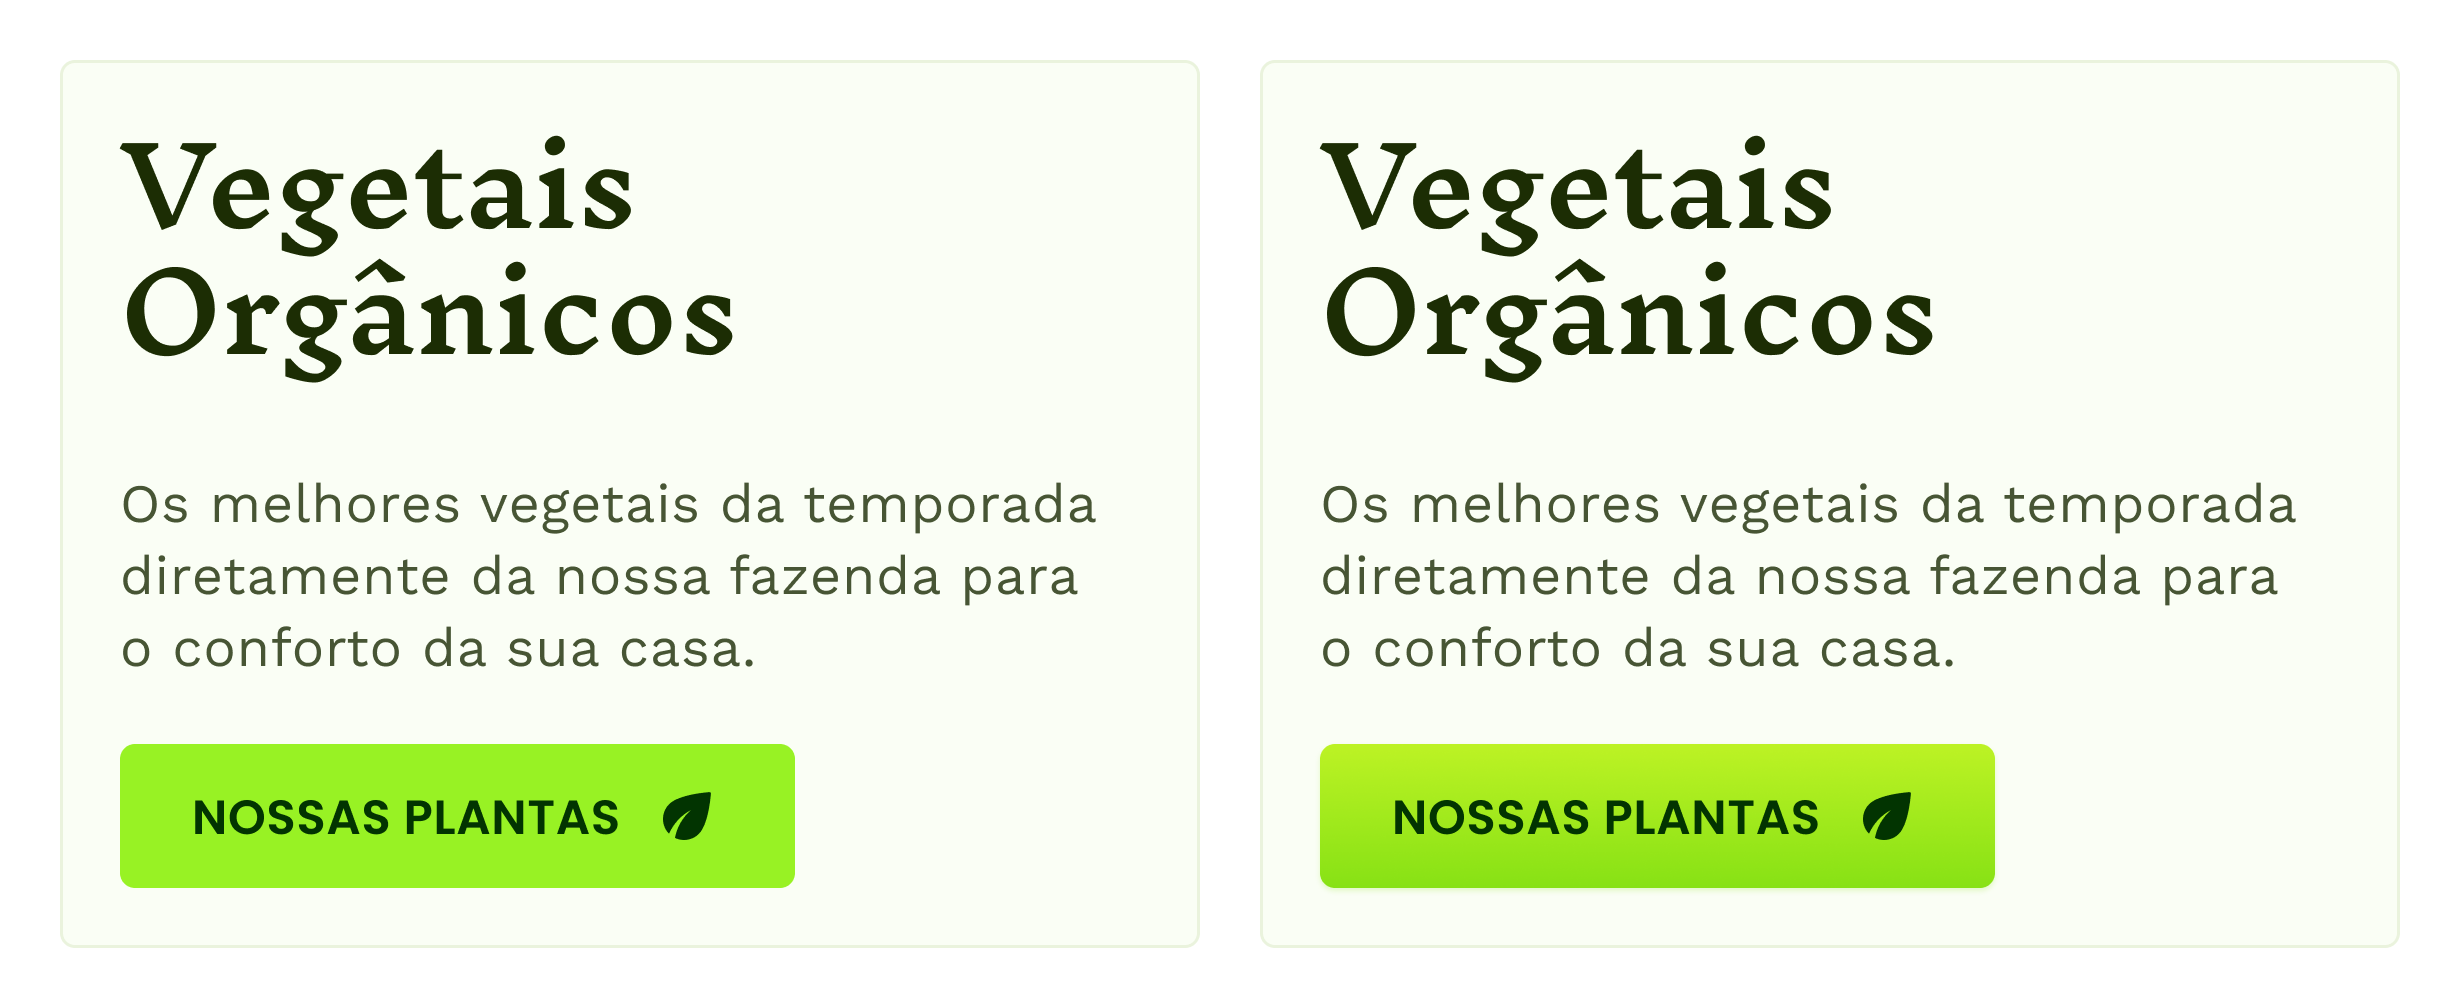 Vegetais
Orgânicos
Os melhores vegetais da temporada
diretamente da nossa fazenda para
o conforto da sua casa.
NOSSAS PLANTAS
Vegetais
Orgânicos
Os melhores vegetais da temporada
diretamente da nossa fazenda para
o conforto da sua casa.
NOSSAS PLANTAS